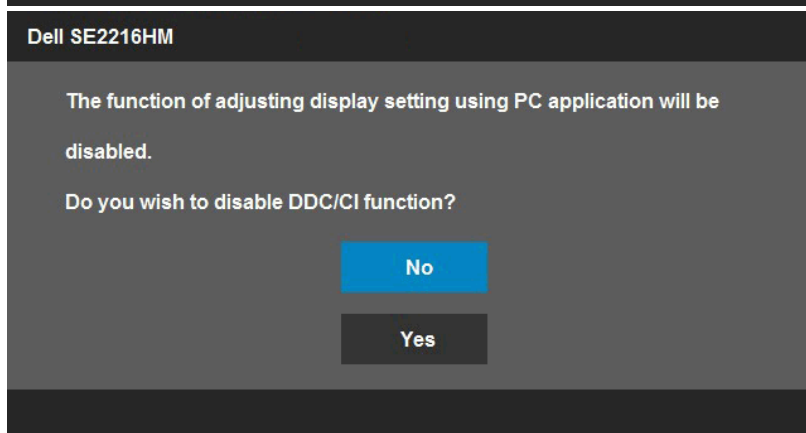 Dell SE2216HM
The function of adjusting display setting using PC application will be
disabled.
Do you wish to disable DDC/CI function?
No
Yes